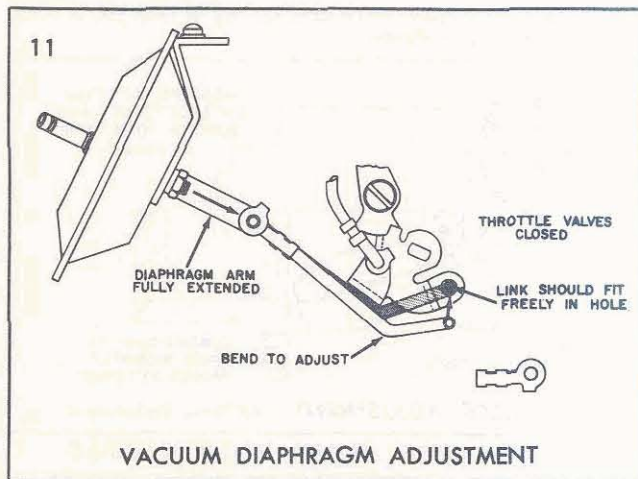 11
THROTTLE VALVES
CLOSED
DIAPHRAGM ARM
FULLY EXTENDED
LINK SHOULD FIT
FREELY IN HOLE
BEND TO ADJUST
VACUUM DIAPHRAGM ADJUSTMENT